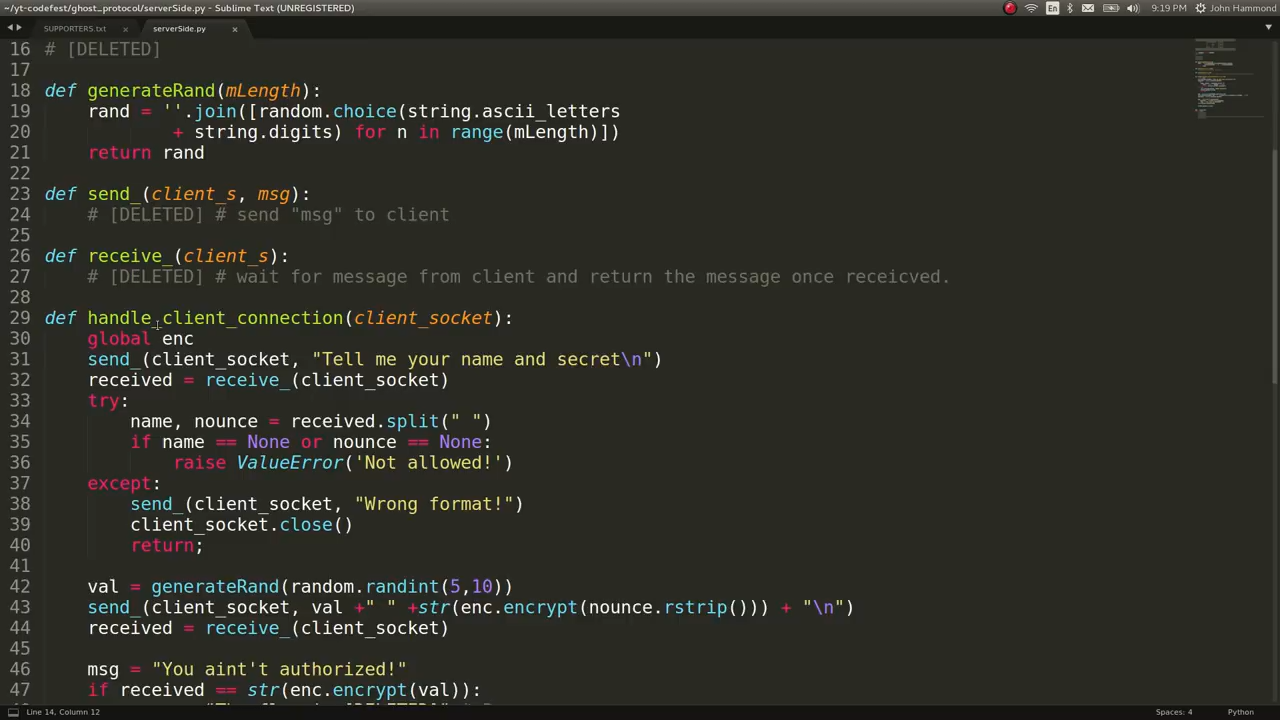 ~/yt-codefest/ghost_protocol/serverSide.py - Sublime Text (UNREGISTERED)
En
9:19 PM
John Hammond
SUPPORTERS.txt
×
serverSide.py
×
16 # [DELETED]
17
18 def generateRand(mLength):
19     rand = ''.join([random.choice(string.ascii_letters
20             + string.digits) for n in range(mLength)])
21     return rand
22
23 def send_(client_s, msg):
24     # [DELETED] # send "msg" to client
25
26 def receive_(client_s):
27     # [DELETED] # wait for message from client and return the message once receicved.
28
29 def handle_client_connection(client_socket):
30     global enc
31     send_(client_socket, "Tell me your name and secret\n")
32     received = receive_(client_socket)
33     try:
34         name, nounce = received.split(" ")
35         if name == None or nounce == None:
36             raise ValueError('Not allowed!')
37     except:
38         send_(client_socket, "Wrong format!")
39         client_socket.close()
40         return;
41
42     val = generateRand(random.randint(5,10))
43     send_(client_socket, val +" " +str(enc.encrypt(nounce.rstrip())) + "\n")
44     received = receive_(client_socket)
45
46     msg = "You aint't authorized!"
47     if received == str(enc.encrypt(val)):
Line 14, Column 12
Spaces: 4
Python